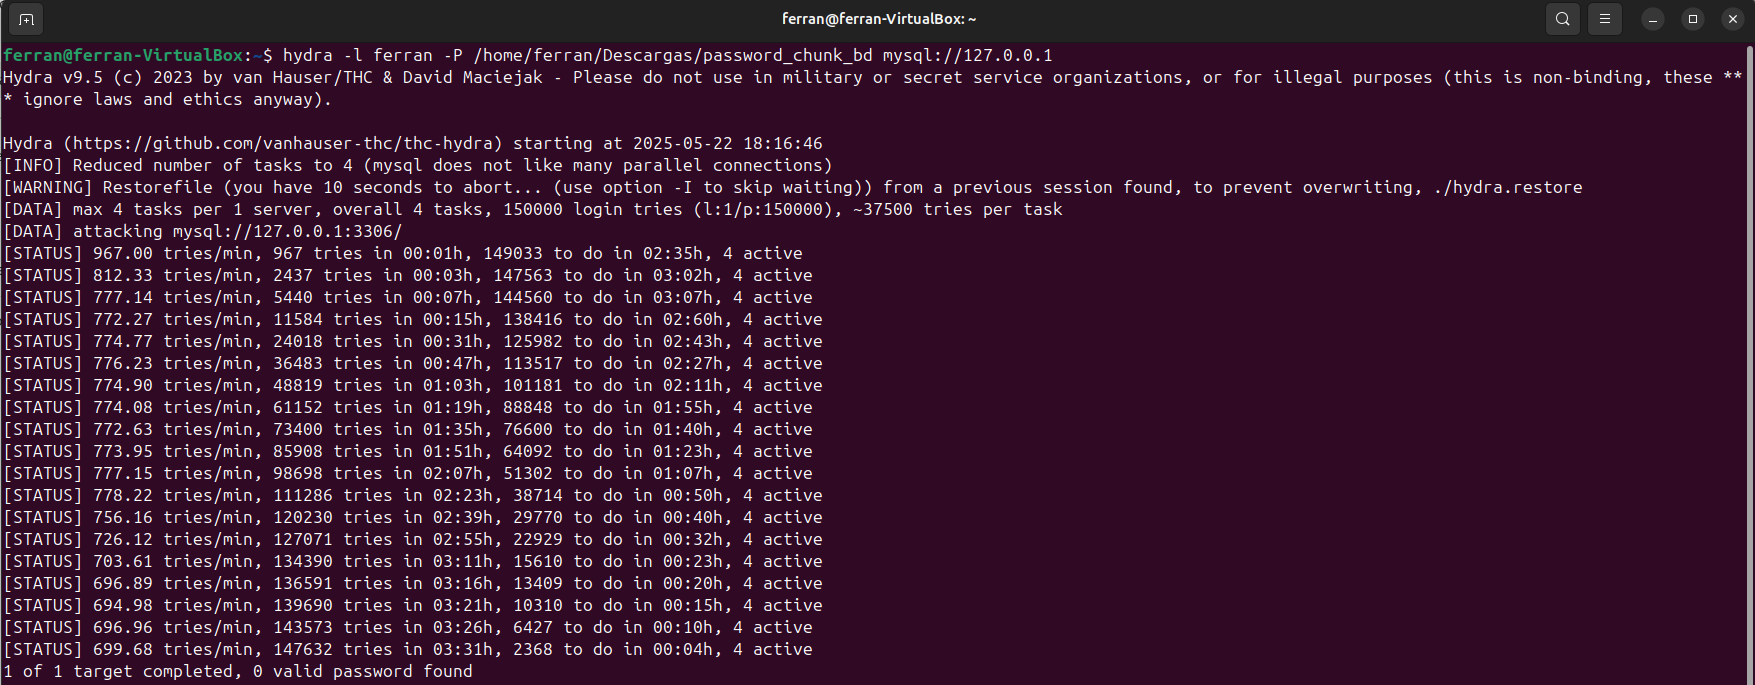 ferran@ferran-VirtualBox: ~
ferran@ferran-VirtualBox:~$ hydra -l ferran -P /home/ferran/Descargas/password_chunk_bd mysql://127.0.0.1
Hydra v9.5 (c) 2023 by van Hauser/THC & David Maciejak - Please do not use in military or secret service organizations, or for illegal purposes (this is non-binding, these **
* ignore laws and ethics anyway).
Hydra (https://github.com/vanhauser-thc/thc-hydra) starting at 2025-05-22 18:16:46
[INFO] Reduced number of tasks to 4 (mysql does not like many parallel connections)
[WARNING] Restorefile (you have 10 seconds to abort... (use option -I to skip waiting)) from a previous session found, to prevent overwriting, ./hydra.restore
[DATA] max 4 tasks per 1 server, overall 4 tasks, 150000 login tries (l:1/p:150000), ~37500 tries per task
[DATA] attacking mysql://127.0.0.1:3306/
[STATUS] 967.00 tries/min, 967 tries in 00:01h, 149033 to do in 02:35h, 4 active
[STATUS] 812.33 tries/min, 2437 tries in 00:03h, 147563 to do in 03:02h, 4 active
[STATUS] 777.14 tries/min, 5440 tries in 00:07h, 144560 to do in 03:07h, 4 active
[STATUS] 772.27 tries/min, 11584 tries in 00:15h, 138416 to do in 02:60h, 4 active
[STATUS] 774.77 tries/min, 24018 tries in 00:31h, 125982 to do in 02:43h, 4 active
[STATUS] 776.23 tries/min, 36483 tries in 00:47h, 113517 to do in 02:27h, 4 active
[STATUS] 774.90 tries/min, 48819 tries in 01:03h, 101181 to do in 02:11h, 4 active
[STATUS] 774.08 tries/min, 61152 tries in 01:19h, 88848 to do in 01:55h, 4 active
[STATUS] 772.63 tries/min, 73400 tries in 01:35h, 76600 to do in 01:40h, 4 active
[STATUS] 773.95 tries/min, 85908 tries in 01:51h, 64092 to do in 01:23h, 4 active
[STATUS] 777.15 tries/min, 98698 tries in 02:07h, 51302 to do in 01:07h, 4 active
[STATUS] 778.22 tries/min, 111286 tries in 02:23h, 38714 to do in 00:50h, 4 active
[STATUS] 756.16 tries/min, 120230 tries in 02:39h, 29770 to do in 00:40h, 4 active
[STATUS] 726.12 tries/min, 127071 tries in 02:55h, 22929 to do in 00:32h, 4 active
[STATUS] 703.61 tries/min, 134390 tries in 03:11h, 15610 to do in 00:23h, 4 active
[STATUS] 696.89 tries/min, 136591 tries in 03:16h, 13409 to do in 00:20h, 4 active
[STATUS] 694.98 tries/min, 139690 tries in 03:21h, 10310 to do in 00:15h, 4 active
[STATUS] 696.96 tries/min, 143573 tries in 03:26h, 6427 to do in 00:10h, 4 active
[STATUS] 699.68 tries/min, 147632 tries in 03:31h, 2368 to do in 00:04h, 4 active
1 of 1 target completed, 0 valid password found